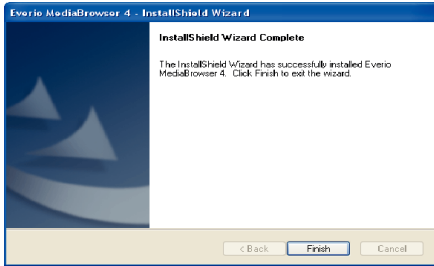 Everio MediaBrowser 4 - InstallShield Wizard
InstallShield Wizard Complete
The InstallShield Wizard has successfully installed Everio
MediaBrowser 4. Click Finish to exit the wizard.
< Back
Finish
Cancel